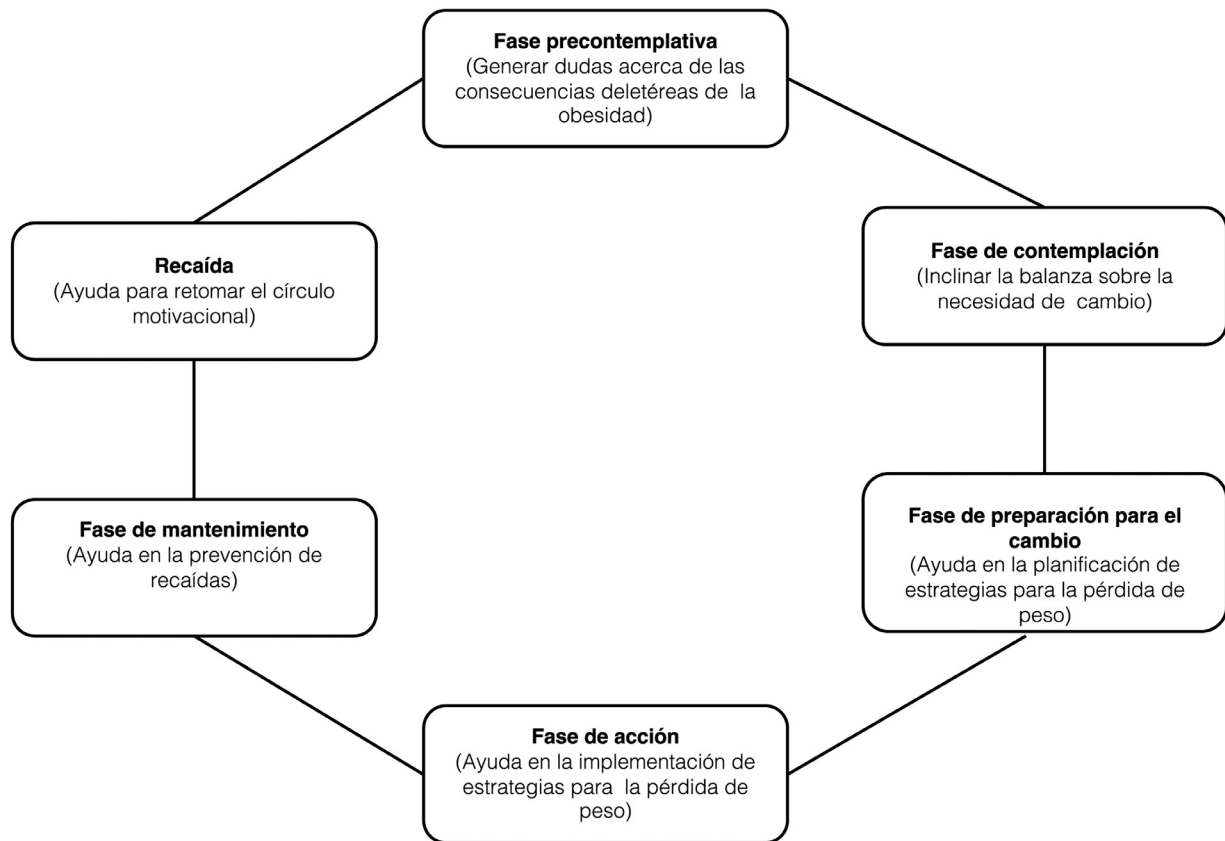 Fase precontemplativa
(Generar dudas acerca de las
consecuencias deletéreas de la
obesidad)
Fase de contemplación
(Inclinar la balanza sobre la
necesidad de cambio)
Fase de preparación para el
cambio
(Ayuda en la planificación de
estrategias para la pérdida de
peso)
Fase de acción
(Ayuda en la implementación de
estrategias para la pérdida de
peso)
Fase de mantenimiento
(Ayuda en la prevención de
recaídas)
Recaída
(Ayuda para retomar el círculo
motivacional)